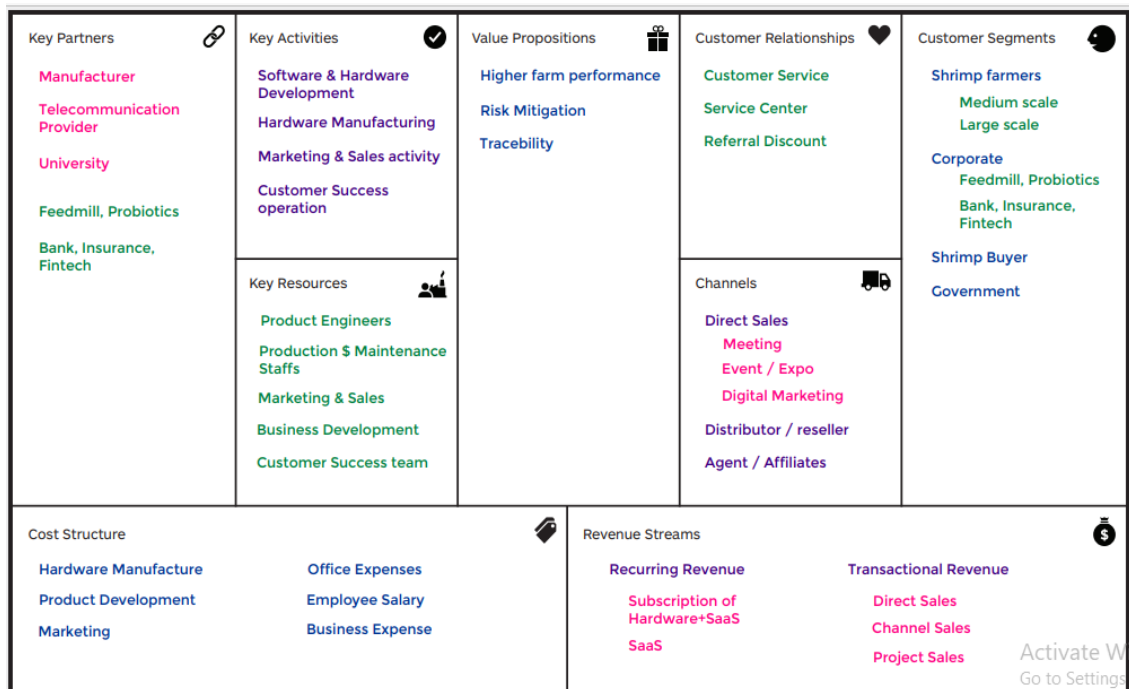 Key Partners
Manufacturer
Telecommunication
Provider
University
Feedmill, Probiotics
Bank, Insurance,
Fintech
Key Activities
Software & Hardware
Development
Hardware Manufacturing
Marketing & Sales activity
Customer Success
operation
Key Resources
Product Engineers
Production $ Maintenance
Staffs
Marketing & Sales
Business Development
Customer Success team
Value Propositions
Higher farm performance
Risk Mitigation
Tracebility
Customer Relationships
Customer Service
Service Center
Referral Discount
Channels
Direct Sales
Meeting
Event / Expo
Digital Marketing
Distributor / reseller
Agent / Affiliates
Customer Segments
Shrimp farmers
Medium scale
Large scale
Corporate
Feedmill, Probiotics
Bank, Insurance,
Fintech
Shrimp Buyer
Government
Cost Structure
Hardware Manufacture
Product Development
Marketing
Office Expenses
Employee Salary
Business Expense
Revenue Streams
$
Recurring Revenue
Subscription of
Hardware+SaaS
SaaS
Transactional Revenue
Direct Sales
Channel Sales
Project Sales
Activate W
Go to Settings